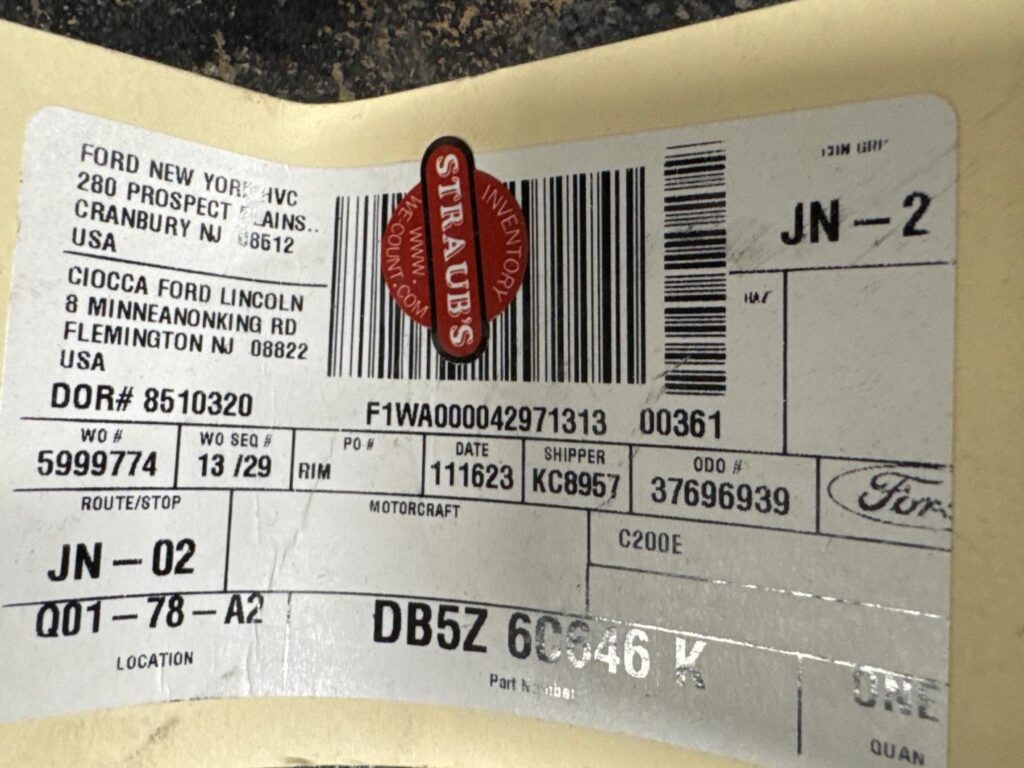 FORD NEW YORK HVC
280 PROSPECT PLAINS..
CRANBURY NJ 08512
USA
CIOCCA FORD LINCOLN
8 MINNEANONKING RD
FLEMINGTON NJ 08822
USA
DOR# 8510320
STRAUB'S
INVENTORY
WWW.
WE-COUNT.COM
F1WA000042971313 00361
JN-2
HAZ
WO #
5999774
WO SEQ #
13 /29
PO #
RIM
DATE
111623
SHIPPER
KC8957
ODO #
37696939
Ford
ROUTE/STOP
JN-02
MOTORCRAFT
C200E
Q01-78-A2
LOCATION
DB5Z 6C646 K
Part Number
ONE
QUAN